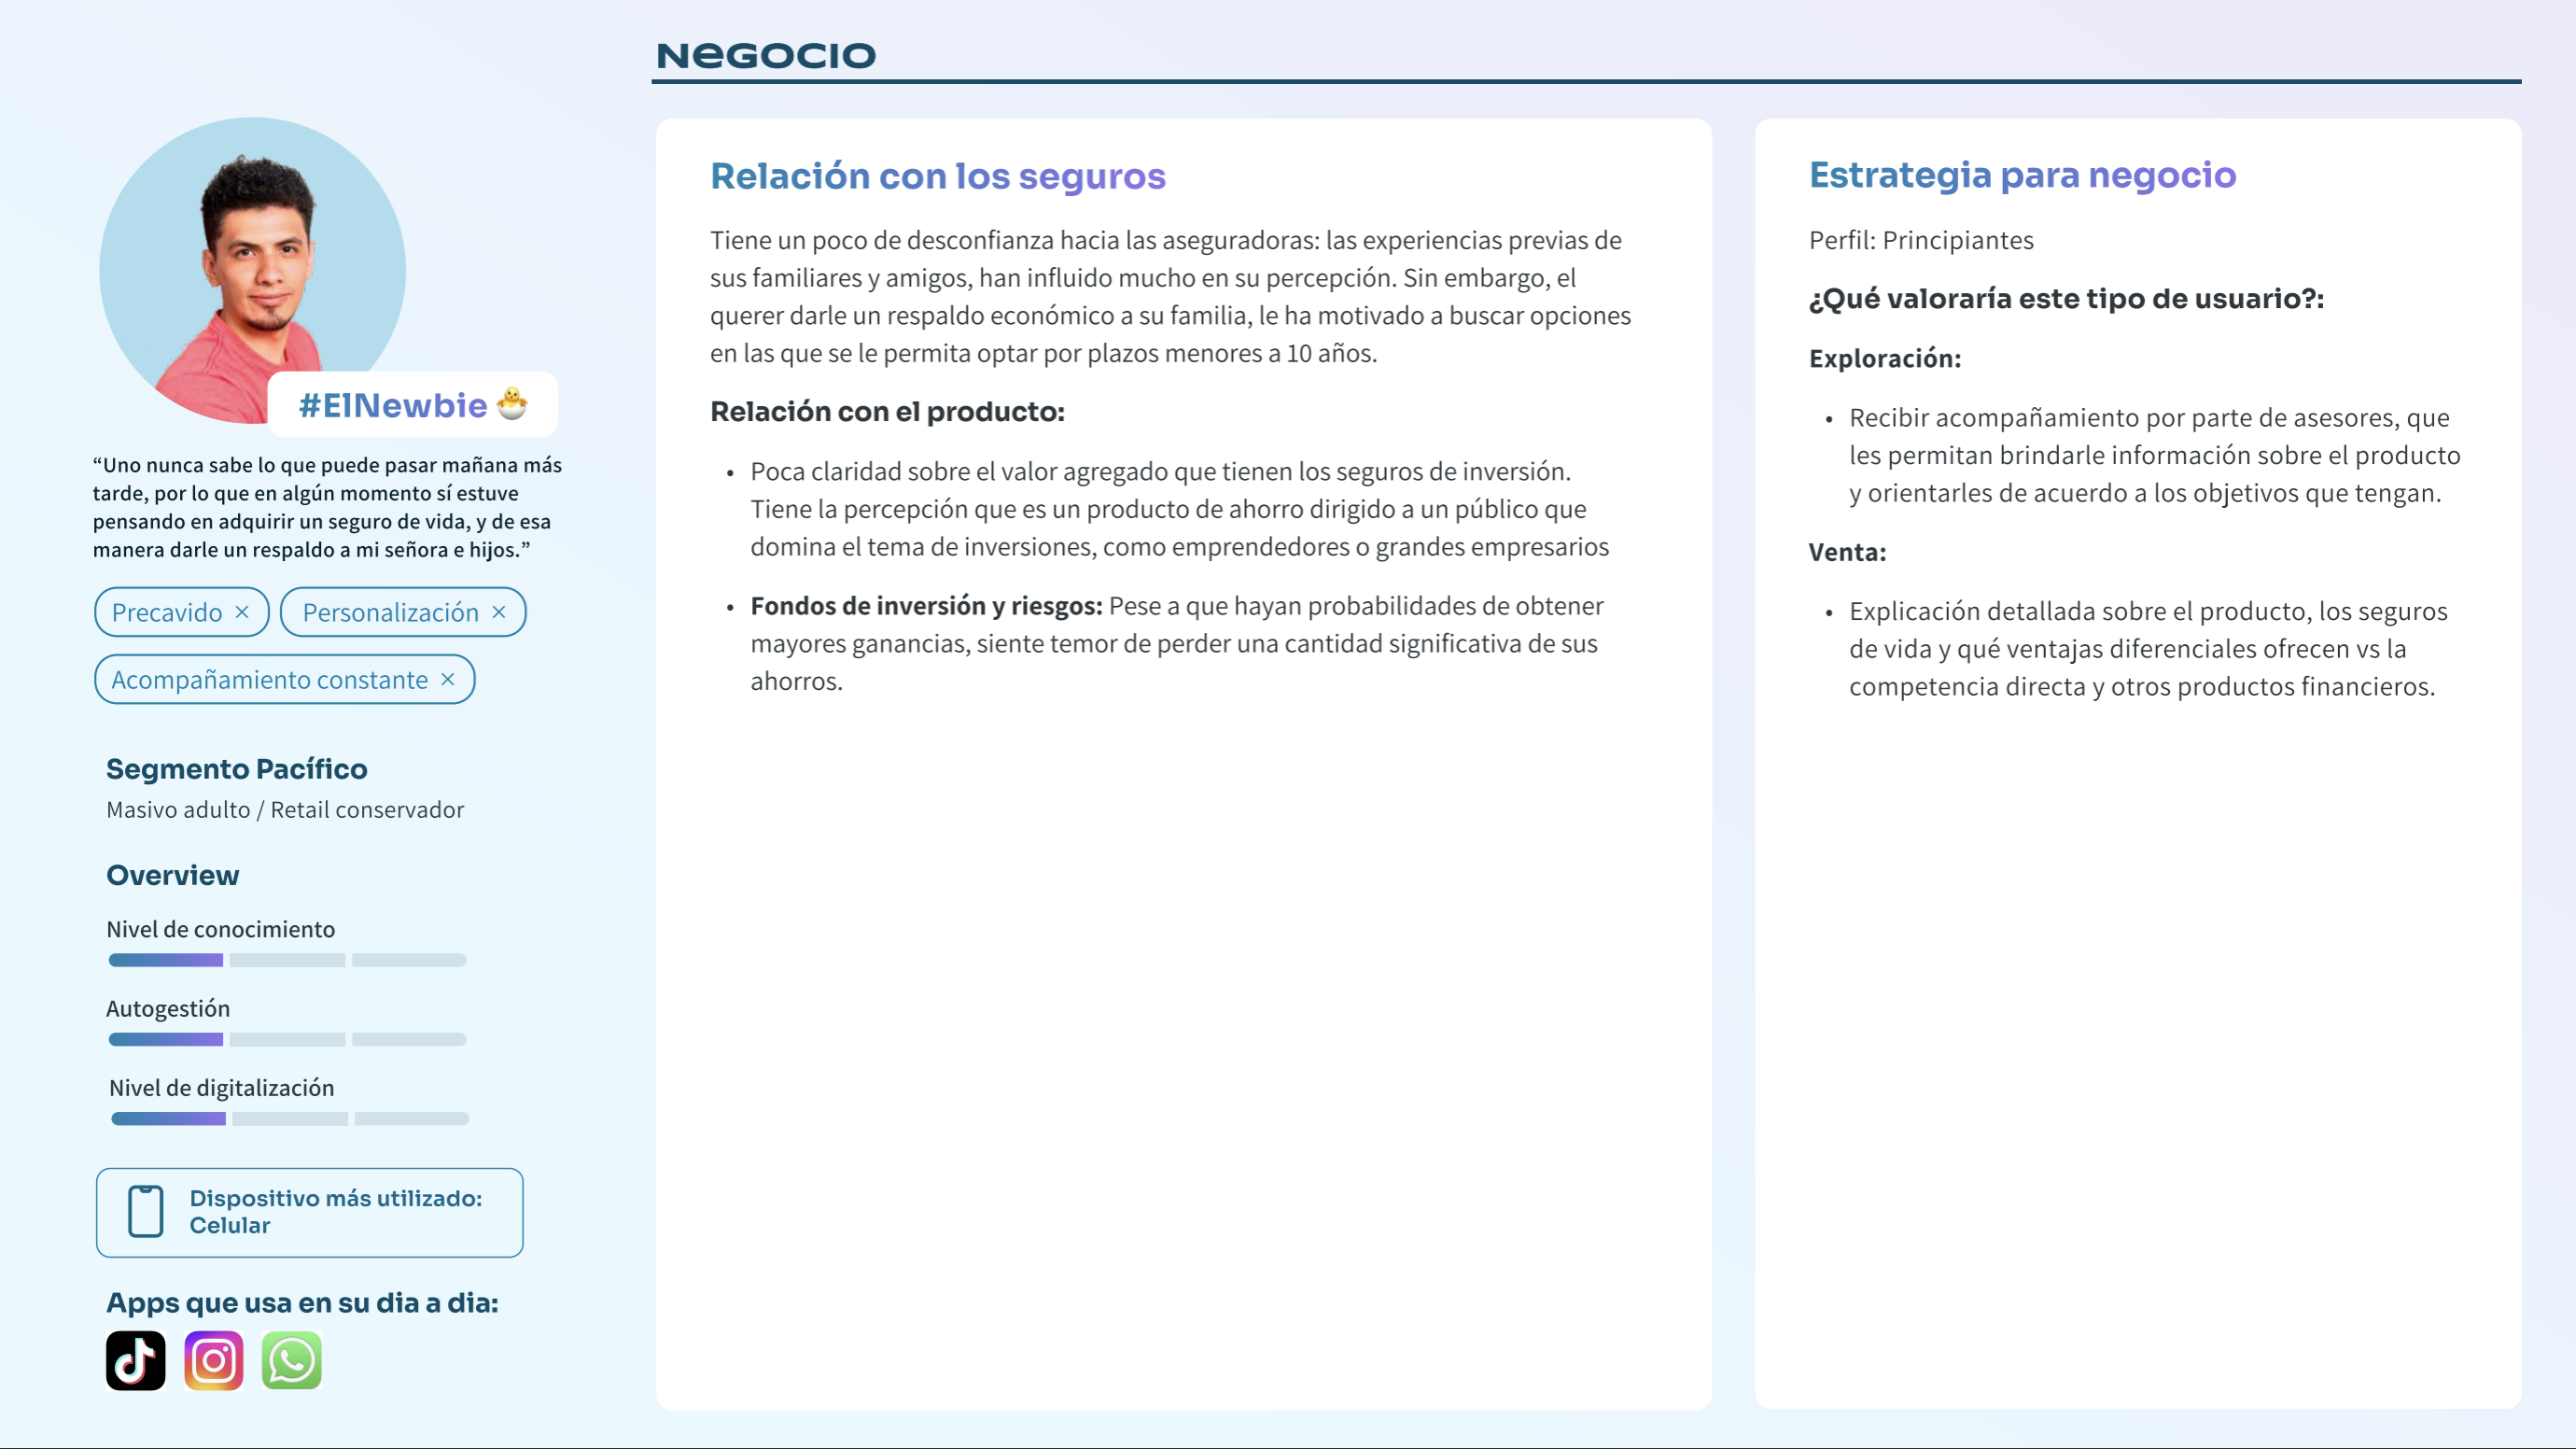 Negocio
#ElNewbie 🐣
“Uno nunca sabe lo que puede pasar mañana más
tarde, por lo que en algún momento sí estuve
pensando en adquirir un seguro de vida, y de esa
manera darle un respaldo a mi señora e hijos.”
Precavido ×
Personalización ×
Acompañamiento constante ×
Segmento Pacífico
Masivo adulto / Retail conservador
Overview
Nivel de conocimiento
Autogestión
Nivel de digitalización
Dispositivo más utilizado:
Celular
Apps que usa en su dia a dia:
Relación con los seguros
Tiene un poco de desconfianza hacia las aseguradoras: las experiencias previas de
sus familiares y amigos, han influido mucho en su percepción. Sin embargo, el
querer darle un respaldo económico a su familia, le ha motivado a buscar opciones
en las que se le permita optar por plazos menores a 10 años.
Relación con el producto:
• Poca claridad sobre el valor agregado que tienen los seguros de inversión.
Tiene la percepción que es un producto de ahorro dirigido a un público que
domina el tema de inversiones, como emprendedores o grandes empresarios
• Fondos de inversión y riesgos: Pese a que hayan probabilidades de obtener
mayores ganancias, siente temor de perder una cantidad significativa de sus
ahorros.
Estrategia para negocio
Perfil: Principiantes
¿Qué valoraría este tipo de usuario?:
Exploración:
• Recibir acompañamiento por parte de asesores, que
les permitan brindarle información sobre el producto
y orientarles de acuerdo a los objetivos que tengan.
Venta:
• Explicación detallada sobre el producto, los seguros
de vida y qué ventajas diferenciales ofrecen vs la
competencia directa y otros productos financieros.